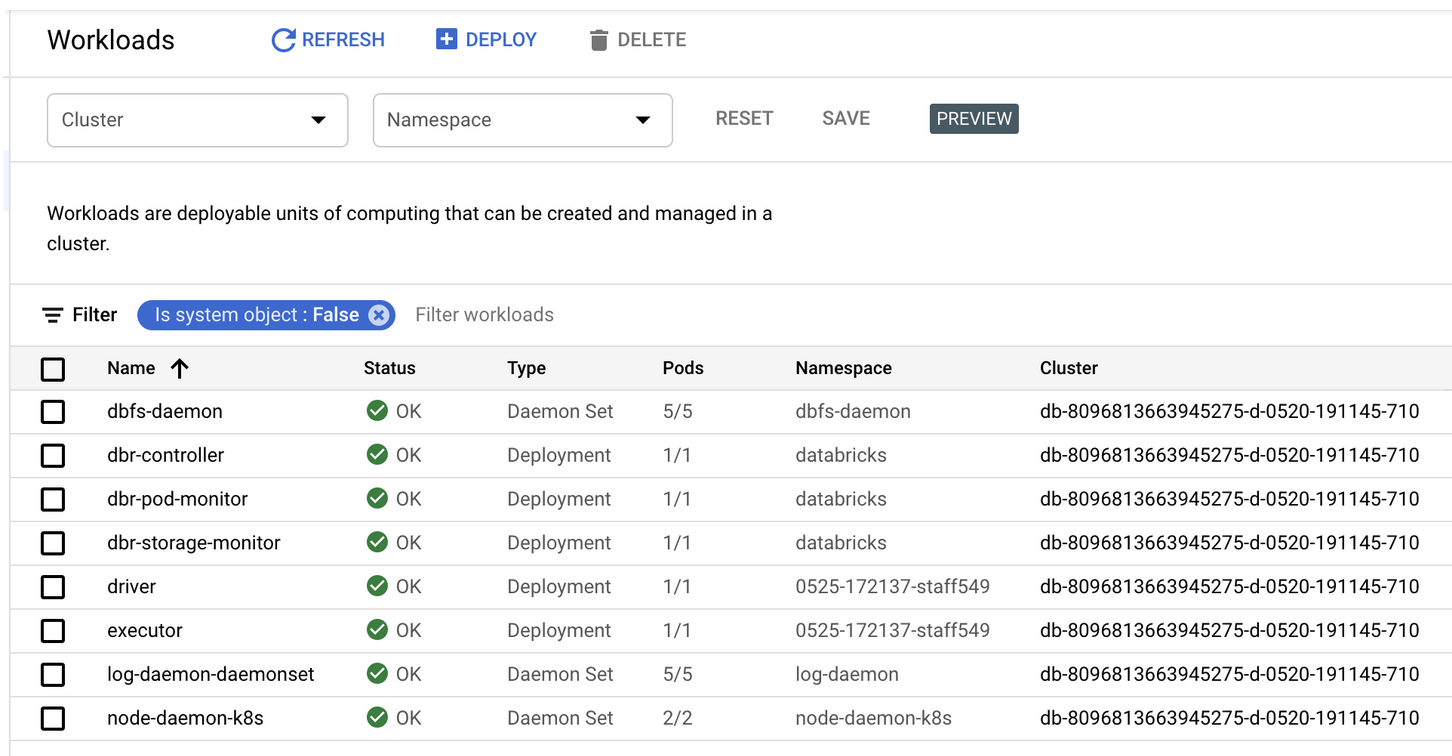 Workloads REFRESH DEPLOY DELETE
Cluster Namespace RESET SAVE PREVIEW
Workloads are deployable units of computing that can be created and managed in a
cluster.
Filter Is system object : False Filter workloads
Name Status Type Pods Namespace Cluster
dbfs-daemon OK Daemon Set 5/5 dbfs-daemon db-8096813663945275-d-0520-191145-710
dbr-controller OK Deployment 1/1 databricks db-8096813663945275-d-0520-191145-710
dbr-pod-monitor OK Deployment 1/1 databricks db-8096813663945275-d-0520-191145-710
dbr-storage-monitor OK Deployment 1/1 databricks db-8096813663945275-d-0520-191145-710
driver OK Deployment 1/1 0525-172137-staff549 db-8096813663945275-d-0520-191145-710
executor OK Deployment 1/1 0525-172137-staff549 db-8096813663945275-d-0520-191145-710
log-daemon-daemonset OK Daemon Set 5/5 log-daemon db-8096813663945275-d-0520-191145-710
node-daemon-k8s OK Daemon Set 2/2 node-daemon-k8s db-8096813663945275-d-0520-191145-710